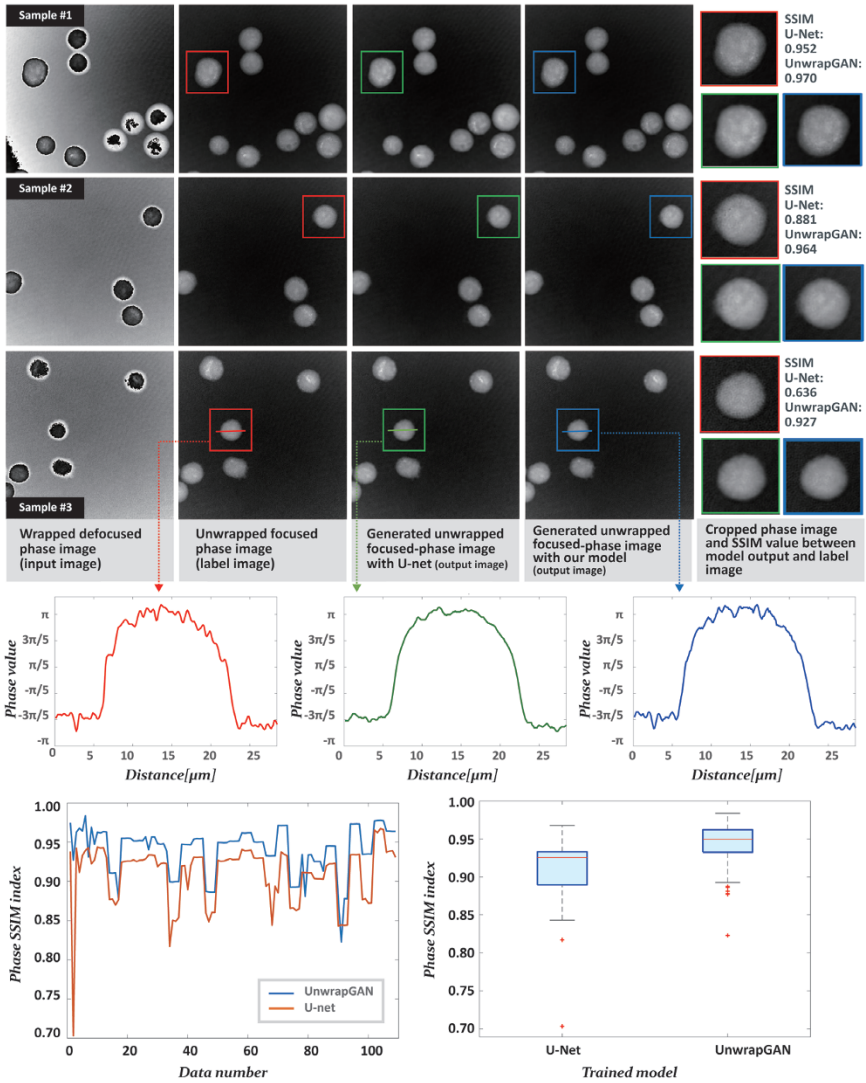 Sample #1
SSIM
U-Net:
0.952
UnwrapGAN:
0.970
Sample #2
SSIM
U-Net:
0.881
UnwrapGAN:
0.964
SSIM
U-Net:
0.636
UnwrapGAN:
0.927
Sample #3
Wrapped defocused
phase image
(input image)
Unwrapped focused
phase image
(label image)
Generated unwrapped
focused-phase image
with U-net (output image)
Generated unwrapped
focused-phase image
with our model
(output image)
Cropped phase image
and SSIM value between
model output and label
image
Phase value
π
3π/5
π/5
-π/5
-3π/5
-π
0 5 10 15 20 25
Distance[μm]
Phase value
π
3π/5
π/5
-π/5
-3π/5
-π
0 5 10 15 20 25
Distance[μm]
Phase value
π
3π/5
π/5
-π/5
-3π/5
-π
0 5 10 15 20 25
Distance[μm]
Phase SSIM index
1.00
0.95
0.90
0.85
0.80
0.75
0.70
UnwrapGAN
U-net
0 20 40 60 80 100
Data number
Phase SSIM index
1.00
0.95
0.90
0.85
0.80
0.75
0.70
U-Net UnwrapGAN
Trained model